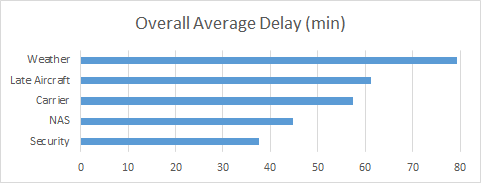 Overall Average Delay (min)
Weather
Late Aircraft
Carrier
NAS
Security
0 10 20 30 40 50 60 70 80